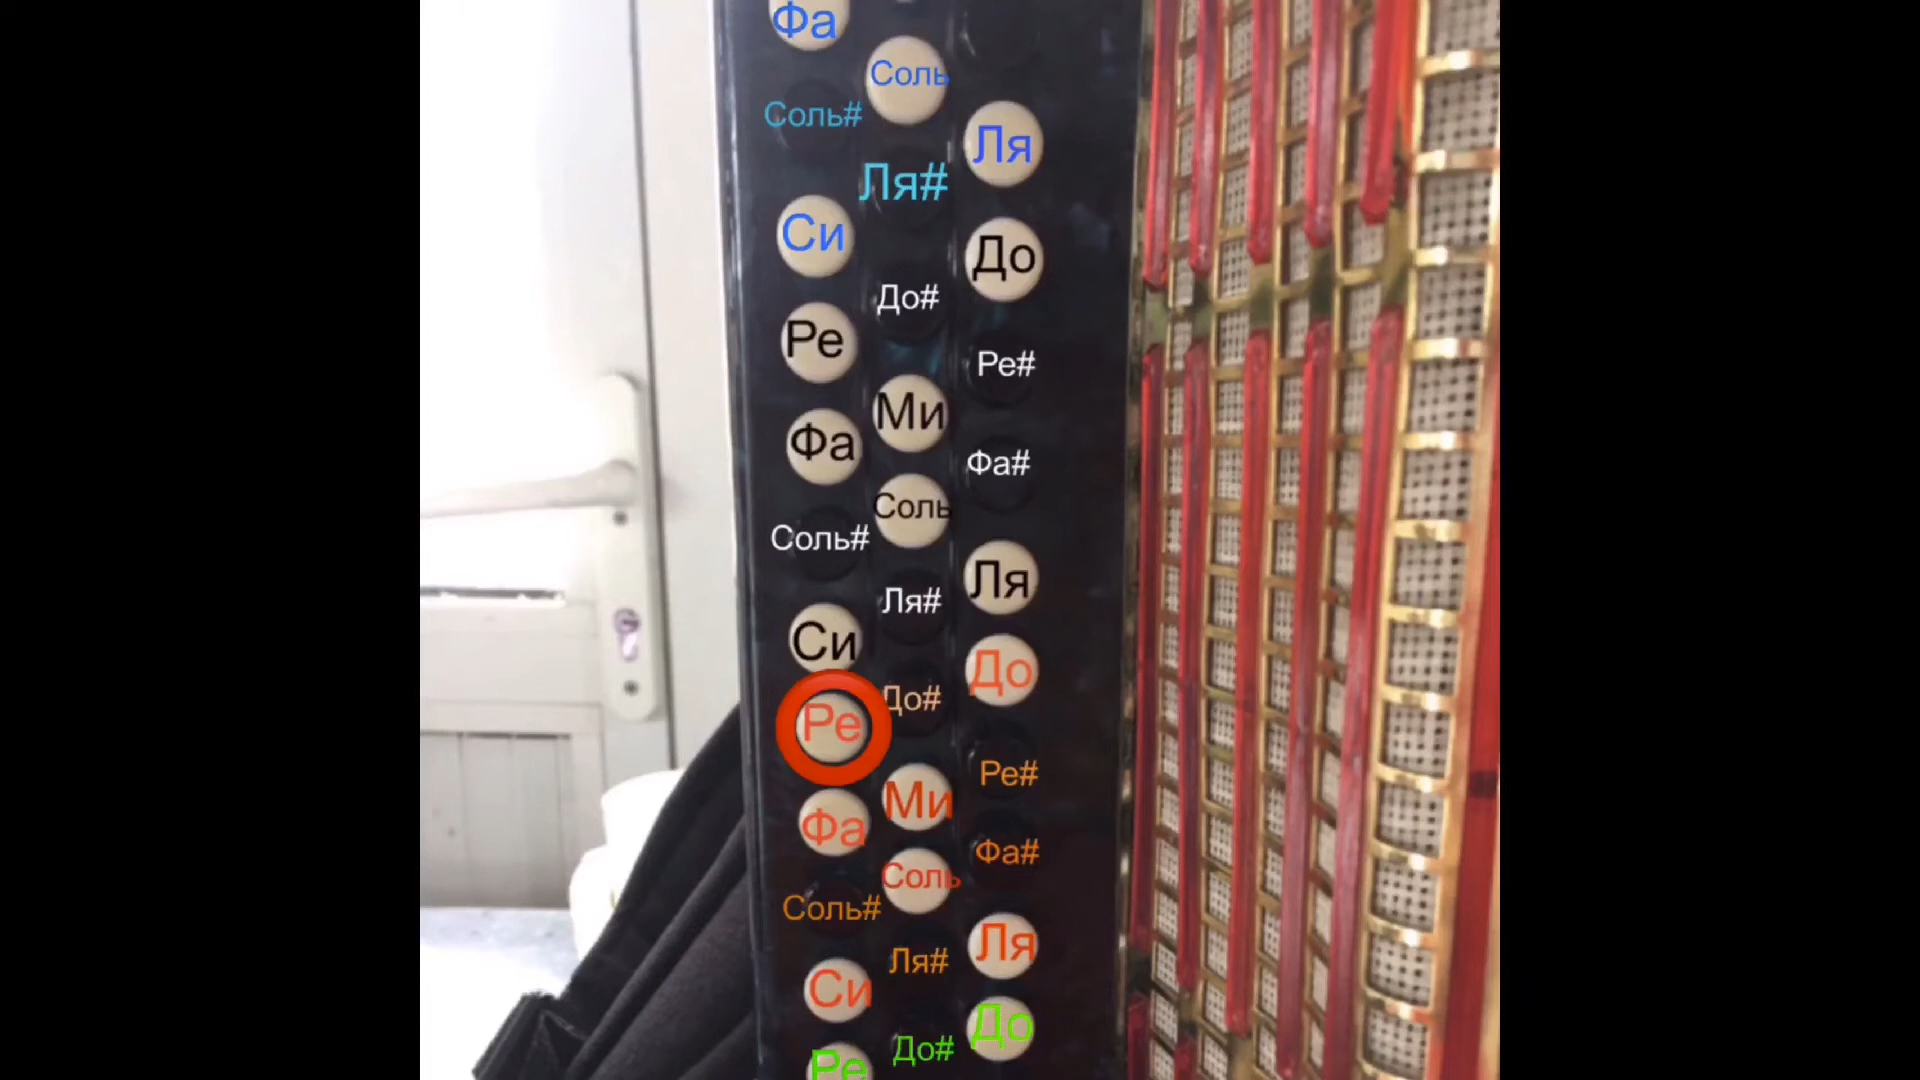 Фа
Соль
Соль#
Ля
Ля#
Си
До
До#
Ре
Ре#
Ми
Фа
Фа#
Соль
Соль#
Ля
Ля#
Си
До
До#
Ре
Ре#
Ми
Фа
Фа#
Соль
Соль#
Ля
Ля#
Си
До
До#
Ре